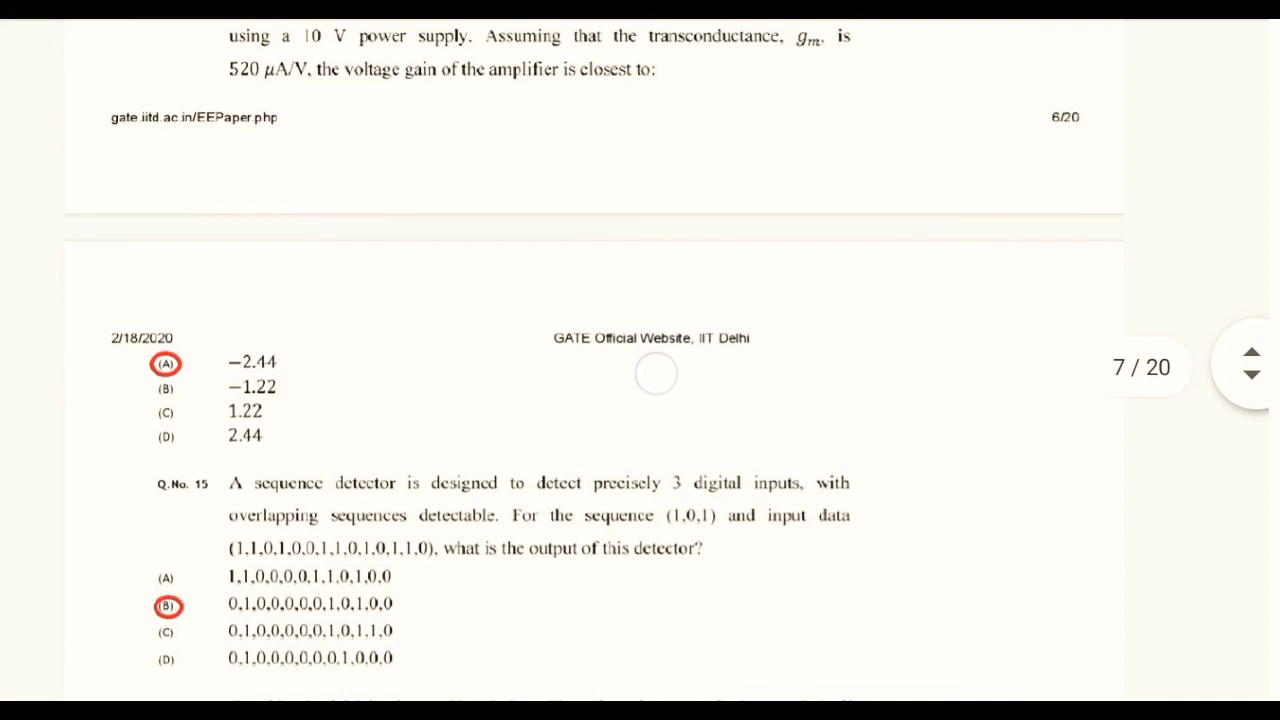 using a 10 V power supply. Assuming that the transconductance, gm, is
520 μA/V, the voltage gain of the amplifier is closest to:
gate.iitd.ac.in/EEPaper.php 6/20
2/18/2020 GATE Official Website, IIT Delhi
(A) −2.44
(B) −1.22
(C) 1.22
(D) 2.44
7 / 20
Q.No. 15 A sequence detector is designed to detect precisely 3 digital inputs, with
overlapping sequences detectable. For the sequence (1,0,1) and input data
(1,1,0,1,0,0,1,1,0,1,0,1,1,0), what is the output of this detector?
(A) 1,1,0,0,0,0,1,1,0,1,0,0
(B) 0,1,0,0,0,0,0,1,0,1,0,0
(C) 0,1,0,0,0,0,0,1,0,1,1,0
(D) 0,1,0,0,0,0,0,0,1,0,0,0